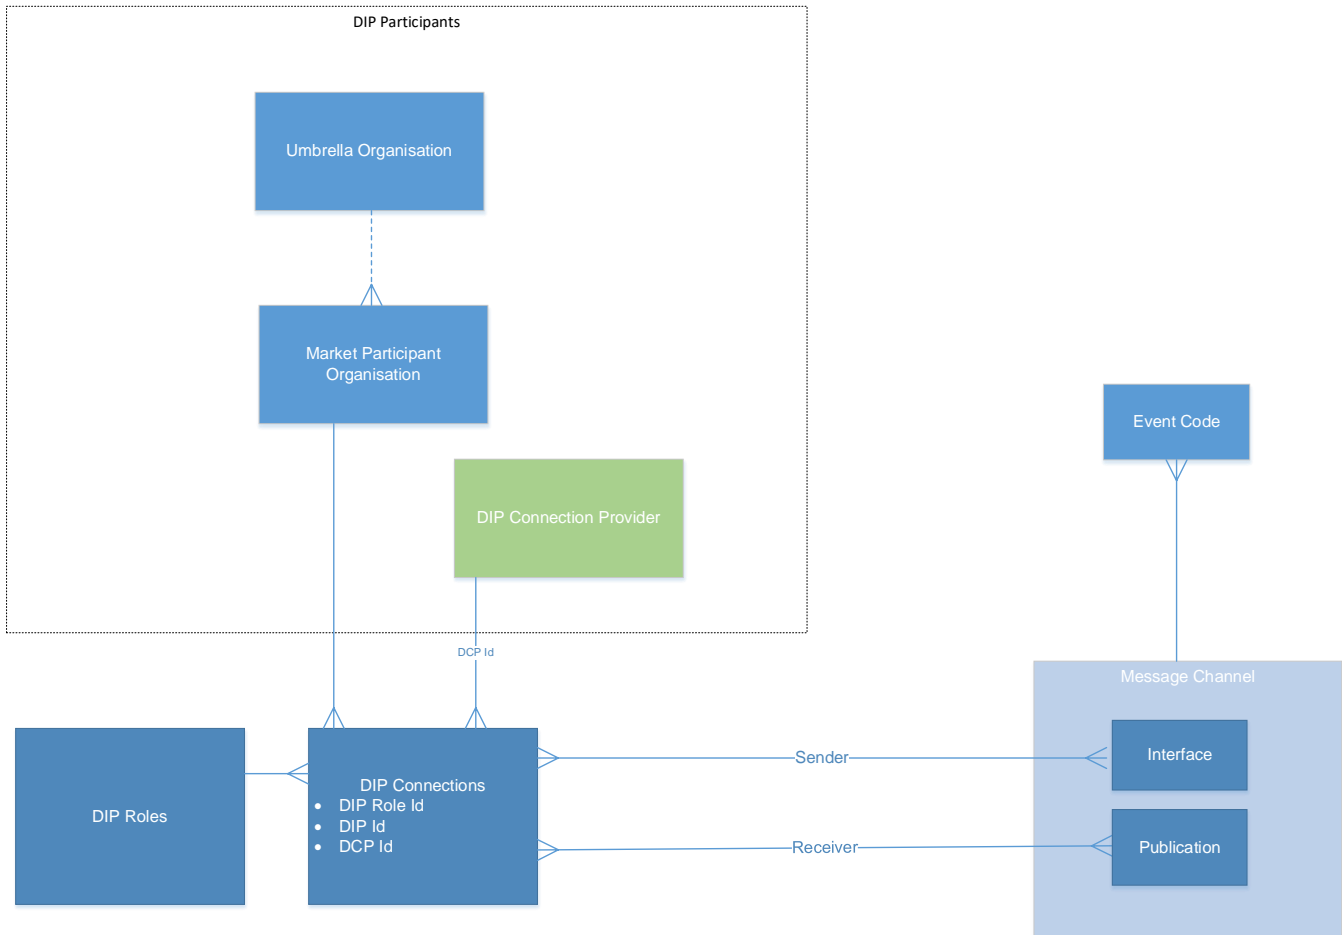 DIP Participants
Umbrella Organisation
Market Participant
Organisation
Event Code
DIP Connection Provider
DCP Id
Message Channel
Interface
Sender
DIP Connections
• DIP Role Id
• DIP Id
• DCP Id
DIP Roles
Receiver
Publication